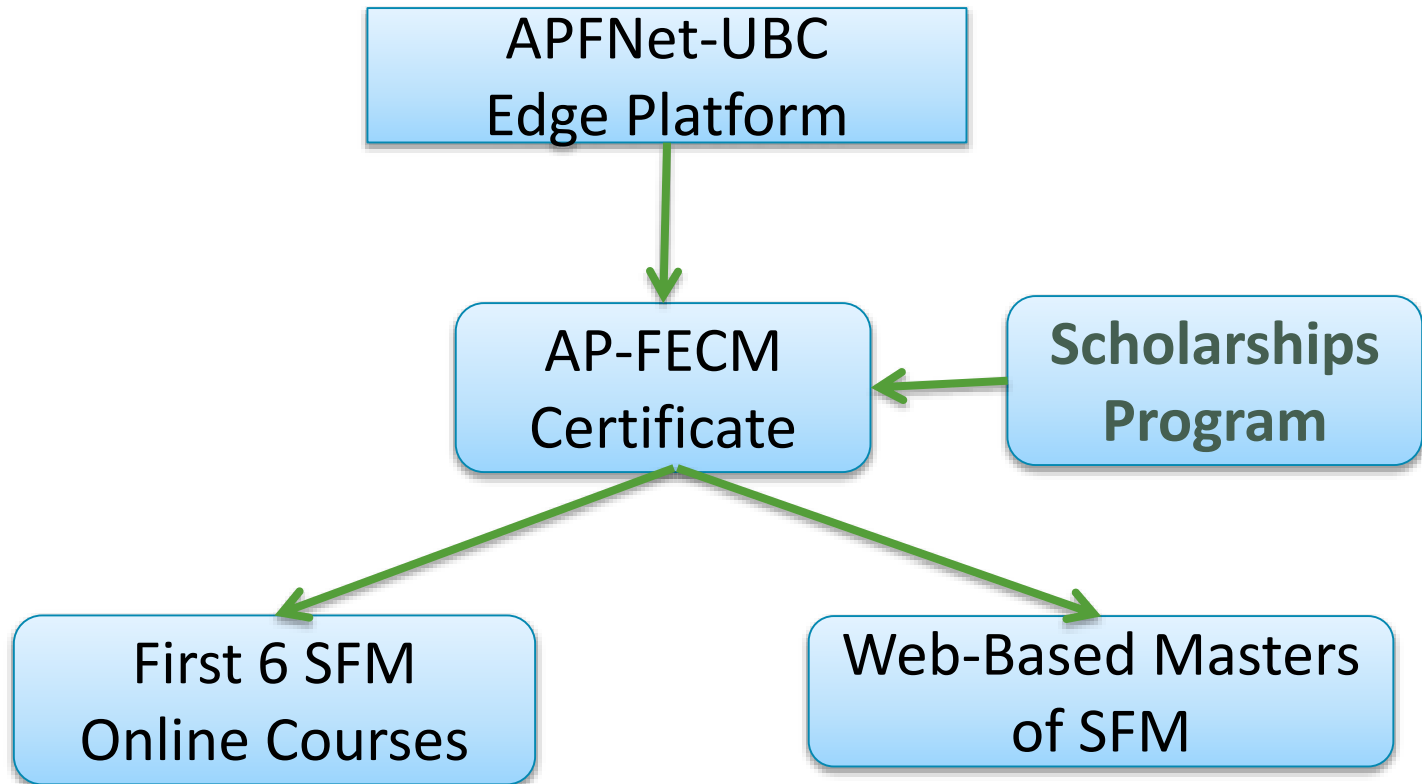 APFNet-UBC
Edge Platform
AP-FECM
Certificate
Scholarships
Program
First 6 SFM
Online Courses
Web-Based Masters
of SFM